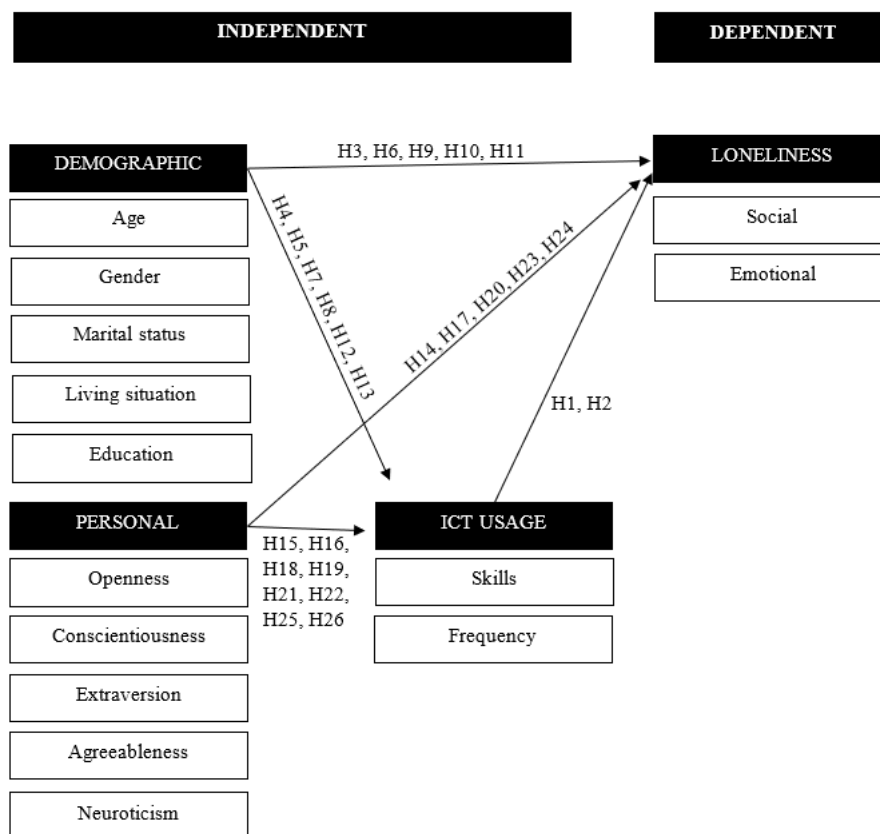 INDEPENDENT
DEPENDENT
DEMOGRAPHIC
Age
Gender
Marital status
Living situation
Education
H3, H6, H9, H10, H11
LONELINESS
Social
Emotional
H4, H5, H7, H8, H12, H13
H14, H17, H20, H23, H24
H1, H2
PERSONAL
Openness
Conscientiousness
Extraversion
Agreeableness
Neuroticism
H15, H16,
H18, H19,
H21, H22,
H25, H26
ICT USAGE
Skills
Frequency